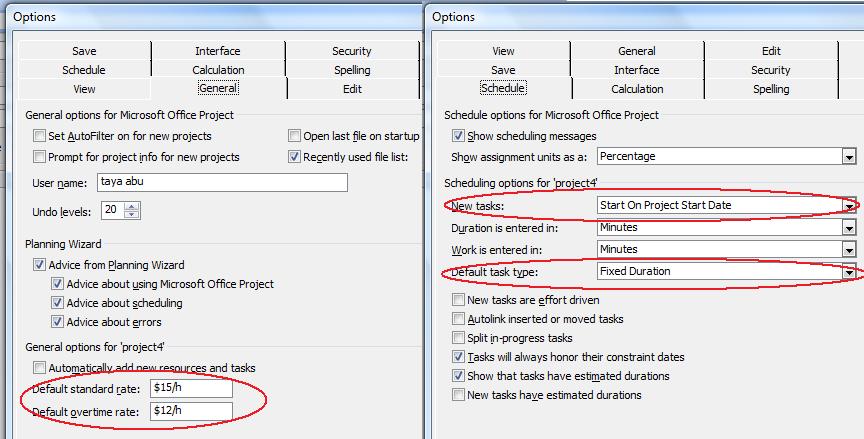 Options
Save Interface Security
Schedule Calculation Spelling
View General Edit
General options for Microsoft Office Project
Set AutoFilter on for new projects Open last file on startup
Prompt for project info for new projects Recently used file list:
User name: taya abu
Undo levels: 20
Planning Wizard
Advice from Planning Wizard
Advice about using Microsoft Office Project
Advice about scheduling
Advice about errors
General options for 'project4'
Automatically add new resources and tasks
Default standard rate: $15/h
Default overtime rate: $12/h
Options
View General Edit
Save Interface Security
Schedule Calculation Spelling
Schedule options for Microsoft Office Project
Show scheduling messages
Show assignment units as a: Percentage
Scheduling options for 'project4'
New tasks: Start On Project Start Date
Duration is entered in: Minutes
Work is entered in: Minutes
Default task type: Fixed Duration
New tasks are effort driven
Autolink inserted or moved tasks
Split in-progress tasks
Tasks will always honor their constraint dates
Show that tasks have estimated durations
New tasks have estimated durations